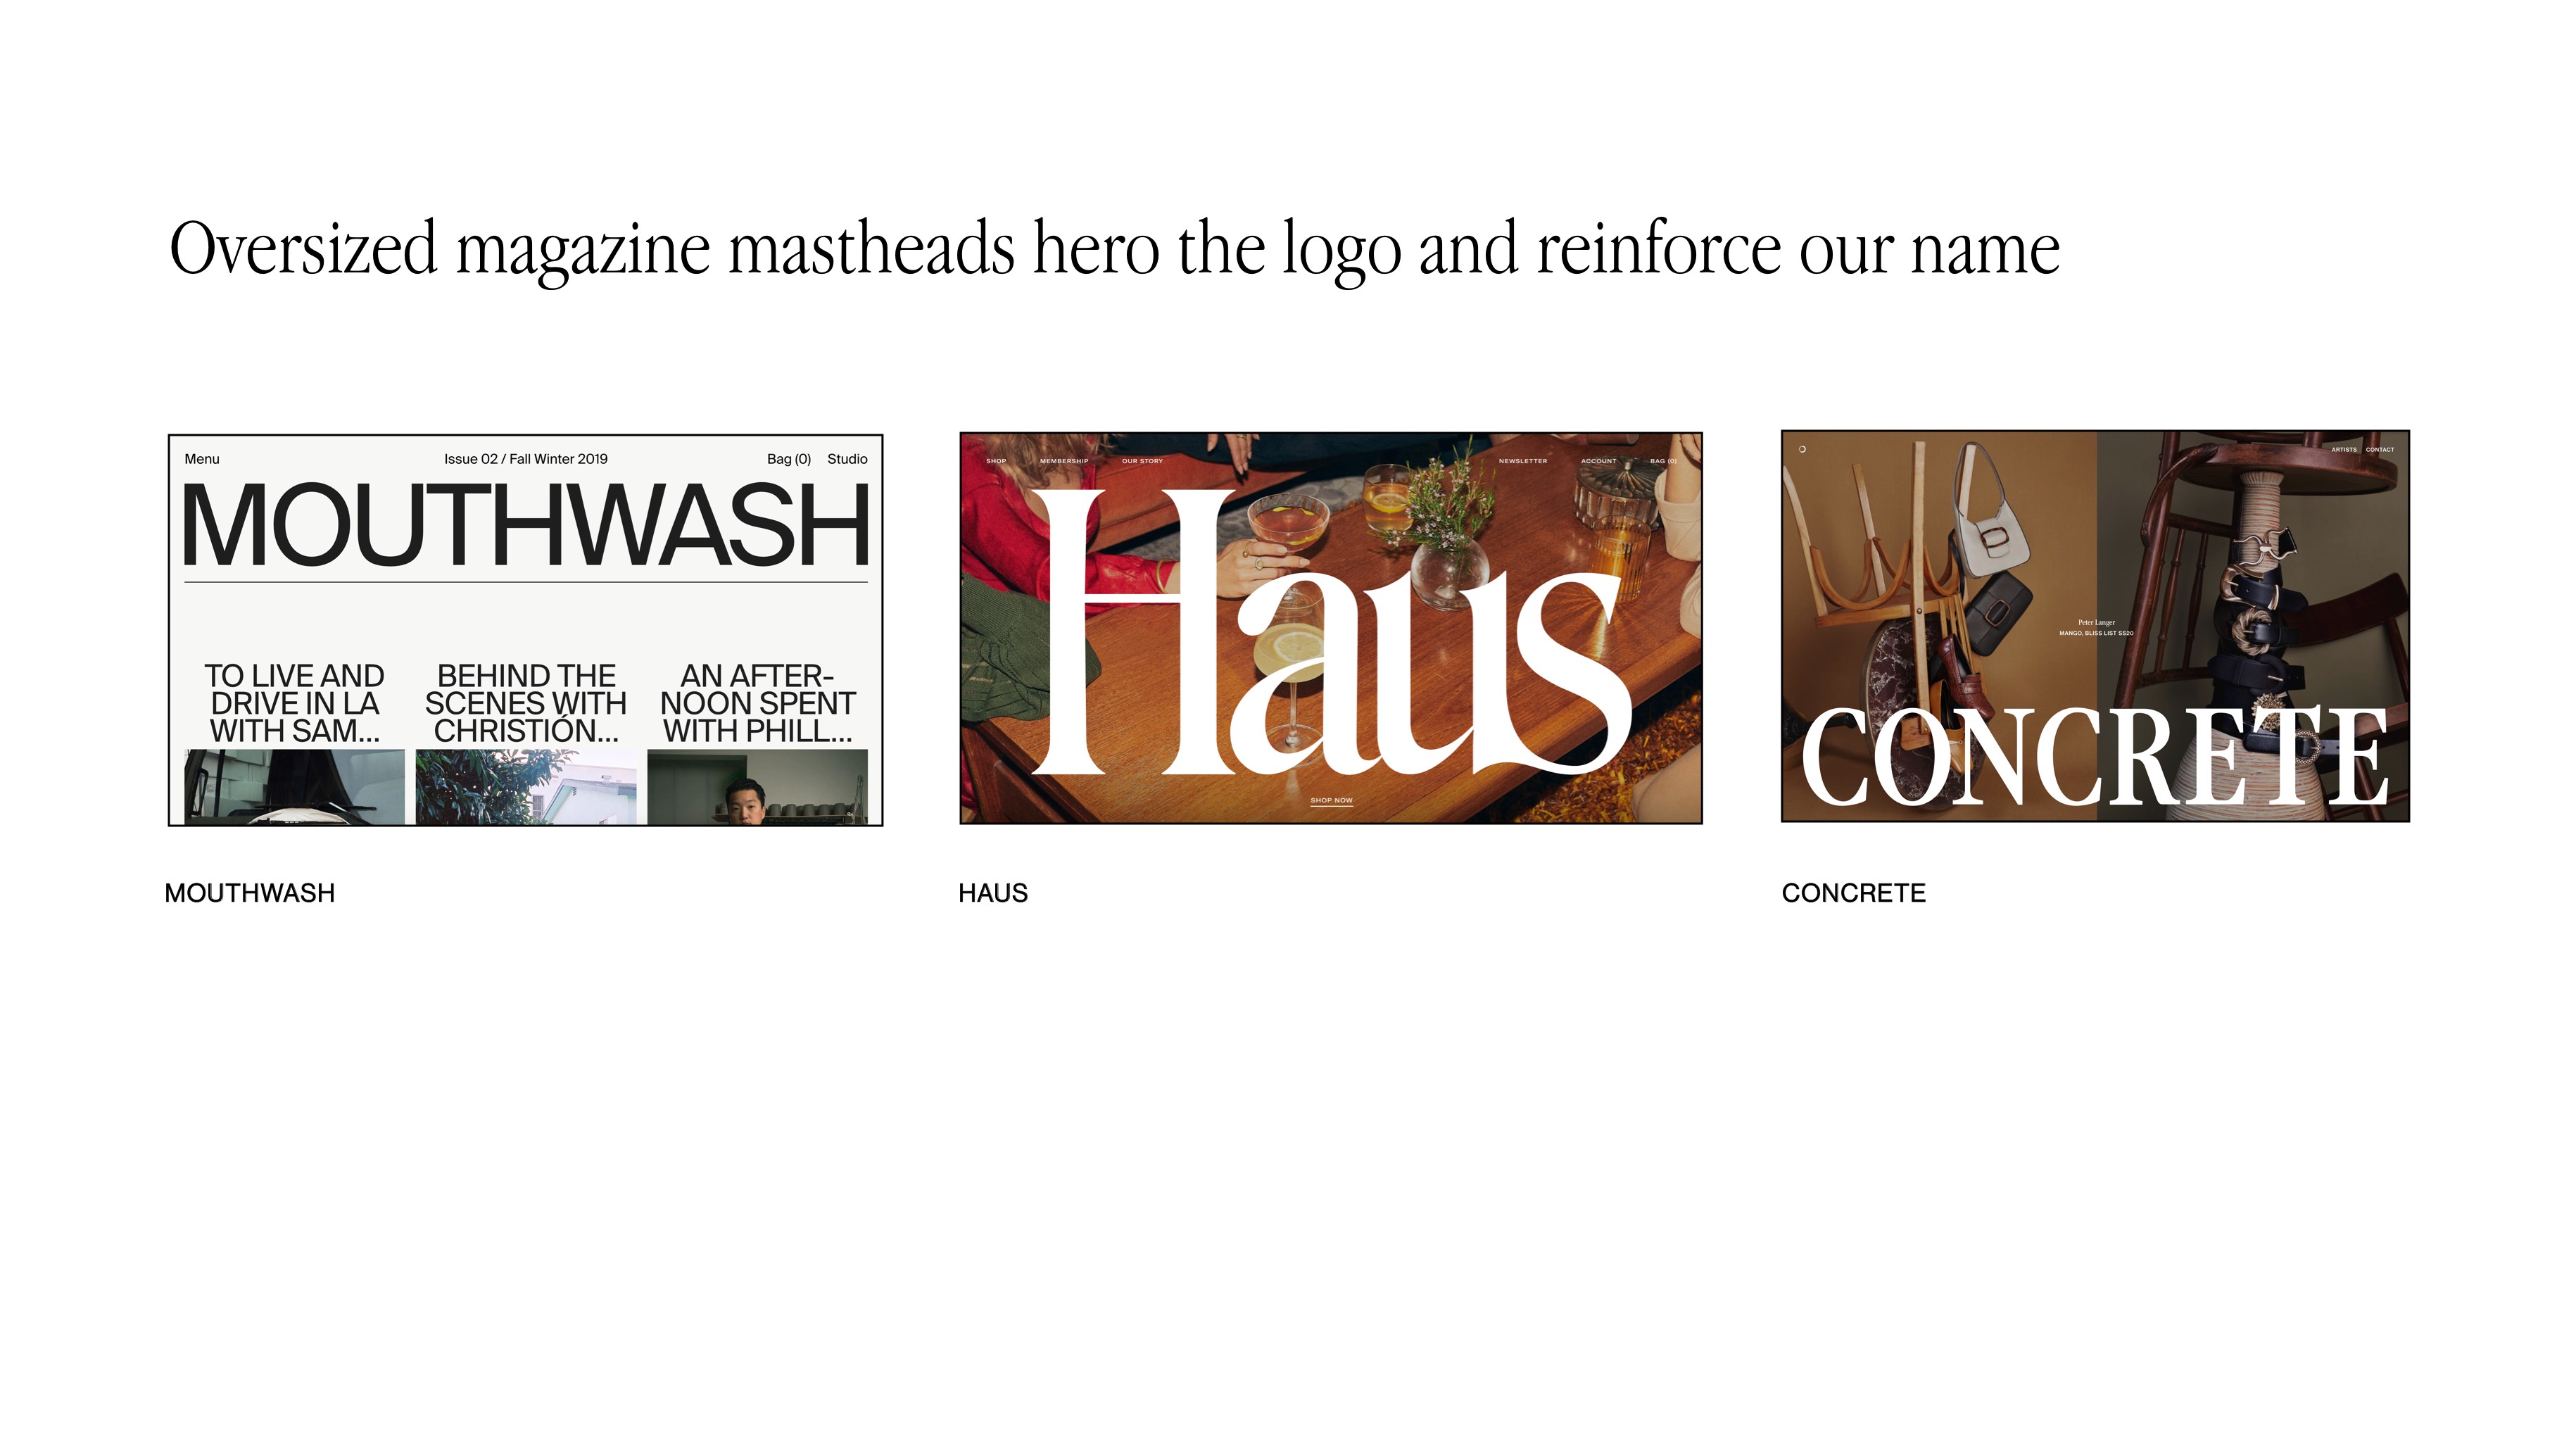 Oversized magazine mastheads hero the logo and reinforce our name
Menu
Issue 02 / Fall Winter 2019
Bag (0)
Studio
MOUTHWASH
TO LIVE AND
DRIVE IN LA
WITH SAM...
BEHIND THE
SCENES WITH
CHRISTIÓN...
AN AFTER-
NOON SPENT
WITH PHILL...
MOUTHWASH
SHOP
MEMBERSHIP
OUR STORY
NEWSLETTER
ACCOUNT
BAG (0)
Haus
SHOP NOW
HAUS
ARTISTS
CONTACT
Peter Langer
MANGO, BLISS LIST SS20
CONCRETE
CONCRETE